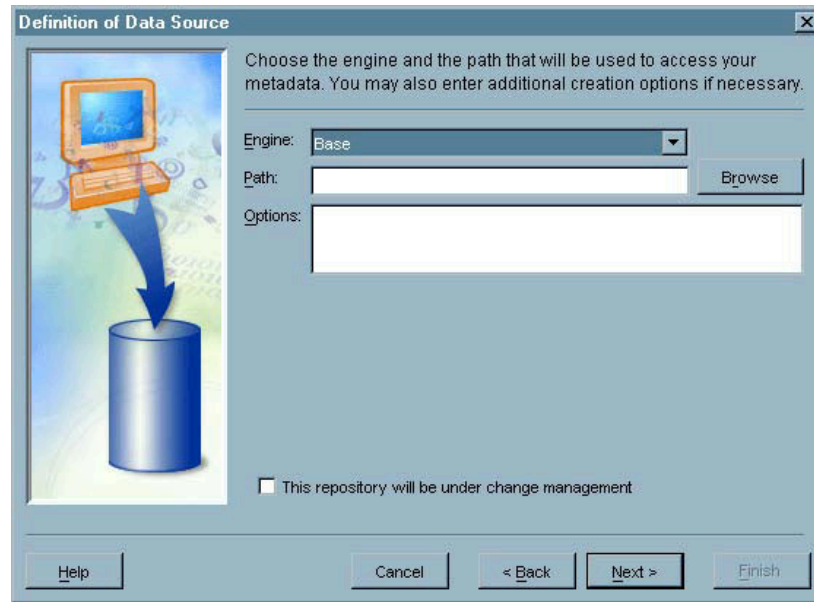 Definition of Data Source
Choose the engine and the path that will be used to access your
metadata. You may also enter additional creation options if necessary.
Engine: Base
Path: Browse
Options:
This repository will be under change management
Help Cancel < Back Next > Finish